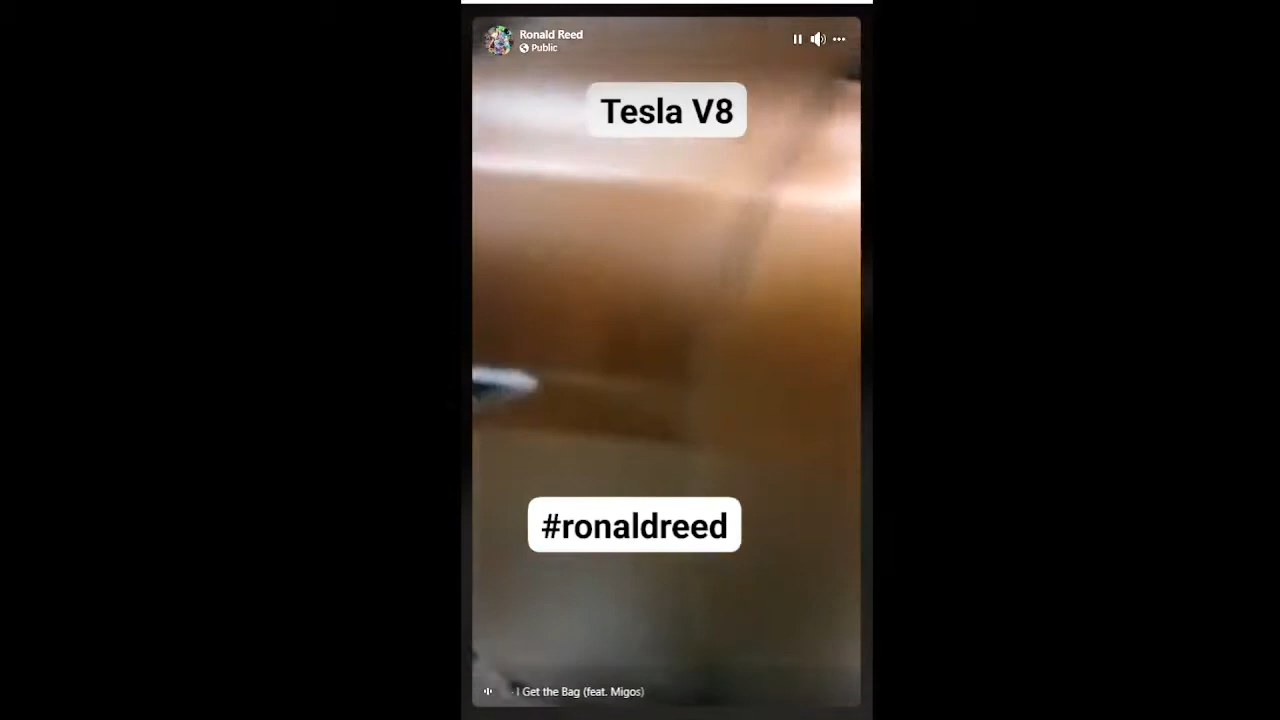 Ronald Reed
Public
Tesla V8
#ronaldreed
· I Get the Bag (feat. Migos)